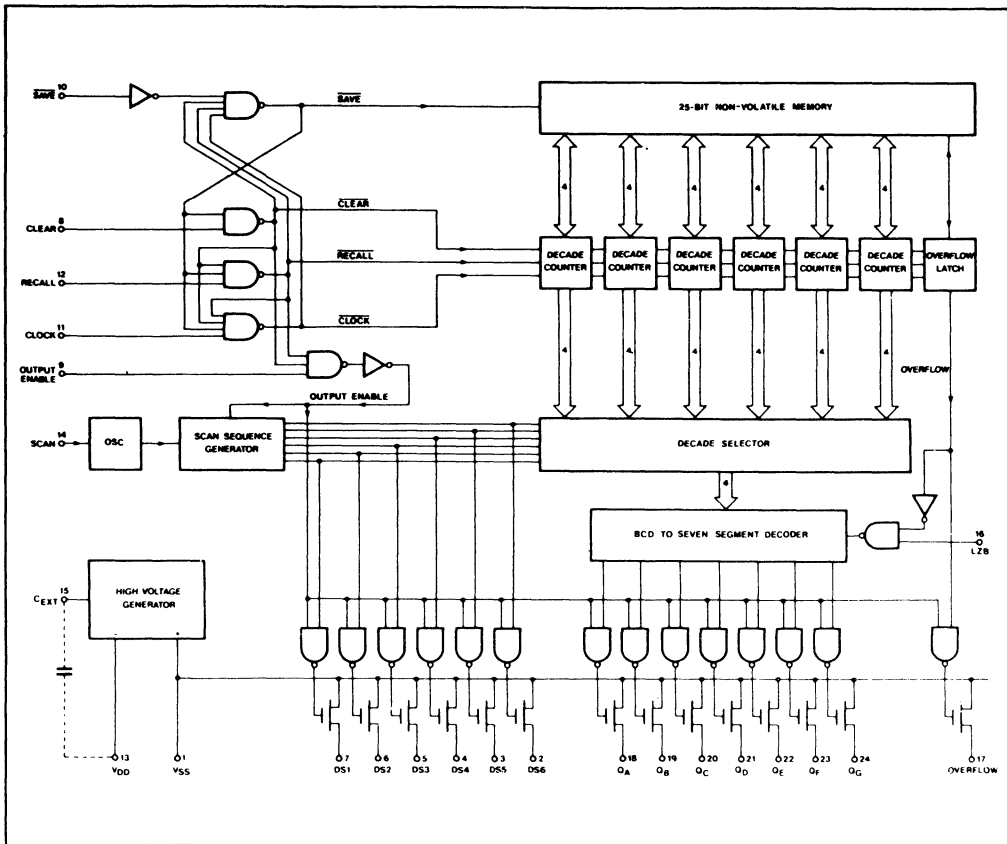 10
SAVE
SAVE
25-BIT NON-VOLATILE MEMORY
4 4 4 4 4 4
8
CLEAR
CLEAR
12
RECALL
RECALL
DECADE COUNTER
DECADE COUNTER
DECADE COUNTER
DECADE COUNTER
DECADE COUNTER
DECADE COUNTER
OVERFLOW LATCH
11
CLOCK
CLOCK
9
OUTPUT ENABLE
4 4 4 4 4 4
OVERFLOW
OUTPUT ENABLE
14
SCAN
OSC
SCAN SEQUENCE GENERATOR
DECADE SELECTOR
4
BCD TO SEVEN SEGMENT DECODER
16
LZB
15
CEXT
HIGH VOLTAGE GENERATOR
13
VDD
1
VSS
7
DS1
6
DS2
5
DS3
4
DS4
3
DS5
2
DS6
18
QA
19
QB
20
QC
21
QD
22
QE
23
QF
24
QG
17
OVERFLOW